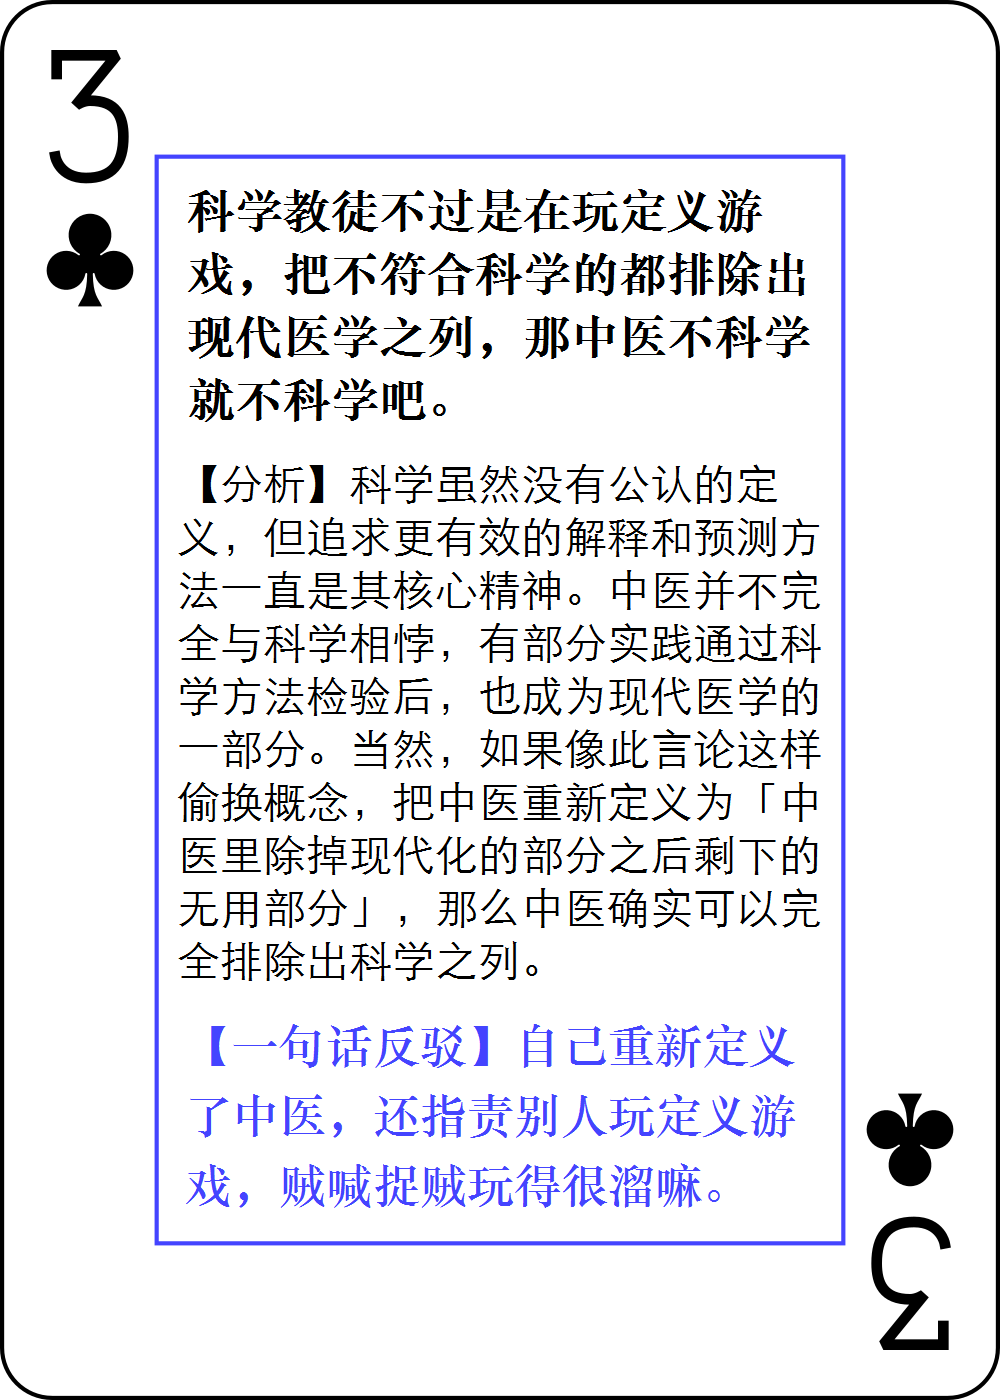 3
科学教徒不过是在玩定义游
戏，把不符合科学的都排除出
现代医学之列，那中医不科学
就不科学吧。
【分析】科学虽然没有公认的定
义，但追求更有效的解释和预测方
法一直是其核心精神。中医并不完
全与科学相悖，有部分实践通过科
学方法检验后，也成为现代医学的
一部分。当然，如果像此言论这样
偷换概念，把中医重新定义为「中
医里除掉现代化的部分之后剩下的
无用部分」，那么中医确实可以完
全排除出科学之列。
【一句话反驳】自己重新定义
了中医，还指责别人玩定义游
戏，贼喊捉贼玩得很溜嘛。
3